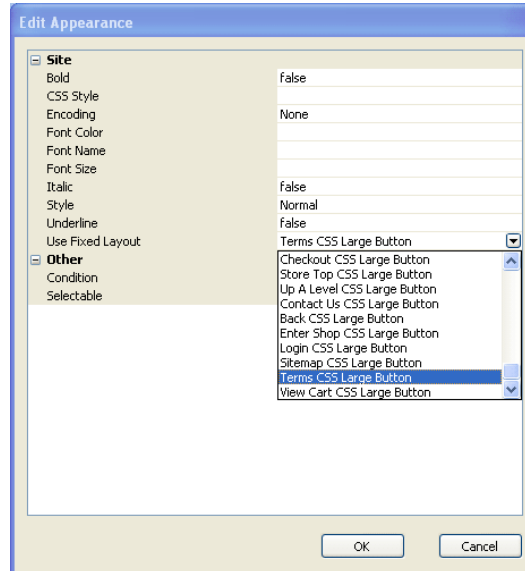 Edit Appearance
Site
Bold false
CSS Style
Encoding None
Font Color
Font Name
Font Size
Italic false
Style Normal
Underline false
Use Fixed Layout Terms CSS Large Button
Other
Condition
Selectable
Checkout CSS Large Button
Store Top CSS Large Button
Up A Level CSS Large Button
Contact Us CSS Large Button
Back CSS Large Button
Enter Shop CSS Large Button
Login CSS Large Button
Sitemap CSS Large Button
Terms CSS Large Button
View Cart CSS Large Button
OK Cancel